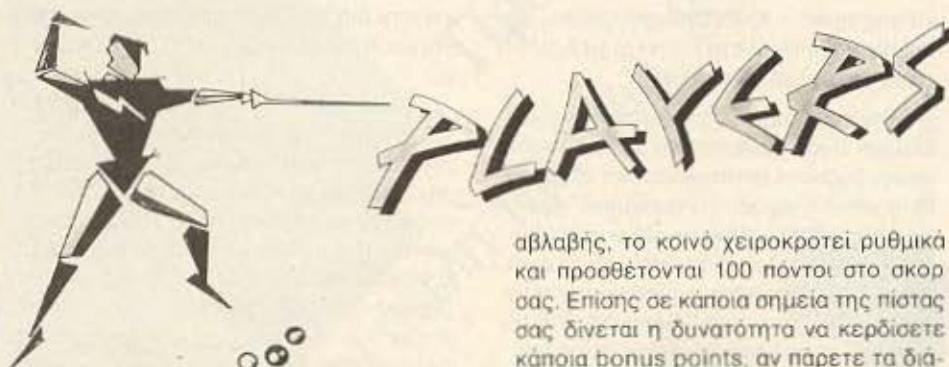 PLAYERS
αβλαβής, το κοινό χειροκροτεί ρυθμικά
και προσθέτονται 100 πόντοι στο σκορ
σας. Επίσης σε κάποια σημεία της πίστας
σας δίνεται η δυνατότητα να κερδίσετε
κάποια bonus points, αν πάρετε τα διά-